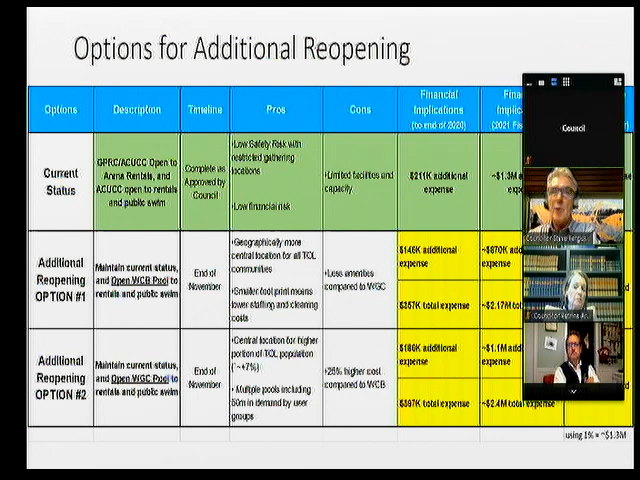 Options for Additional Reopening
Options
Description
Timeline
Pros
Cons
Financial
Implications
(to end of 2020)
(2021
Current
Status
GPRC/ACUCC Open to
Arena Rentals, and
ACUCC open to rentals
and public swim
Complete as
Approved by
Council
•Low Safety Risk with
restricted gathering
locations
•Low financial risk
•Limited facilities and
capacity
$211K additional
expense
Additional
Reopening
OPTION #1
Maintain current status,
and Open WCB Pool to
rentals and public swim
End of
November
•Geographically more
central location for all TOL
communities
•Smaller foot print means
lower staffing and cleaning
costs
•Less amenities
compared to WGC
$146K additional
expense
$357K total expense
~$870K
~$2.17M
Additional
Reopening
OPTION #2
Maintain current status,
and Open WGC Pool to
rentals and public swim
End of
November
•Central location for higher
portion of TOL population
(~+7%)
• Multiple pools including
50m in demand by user
groups
•26% higher cost
compared to WCB
$186K additional
expense
$397K total expense
~$1.1M
~$2.4M total expense
using 1% = ~$1.3M
Council